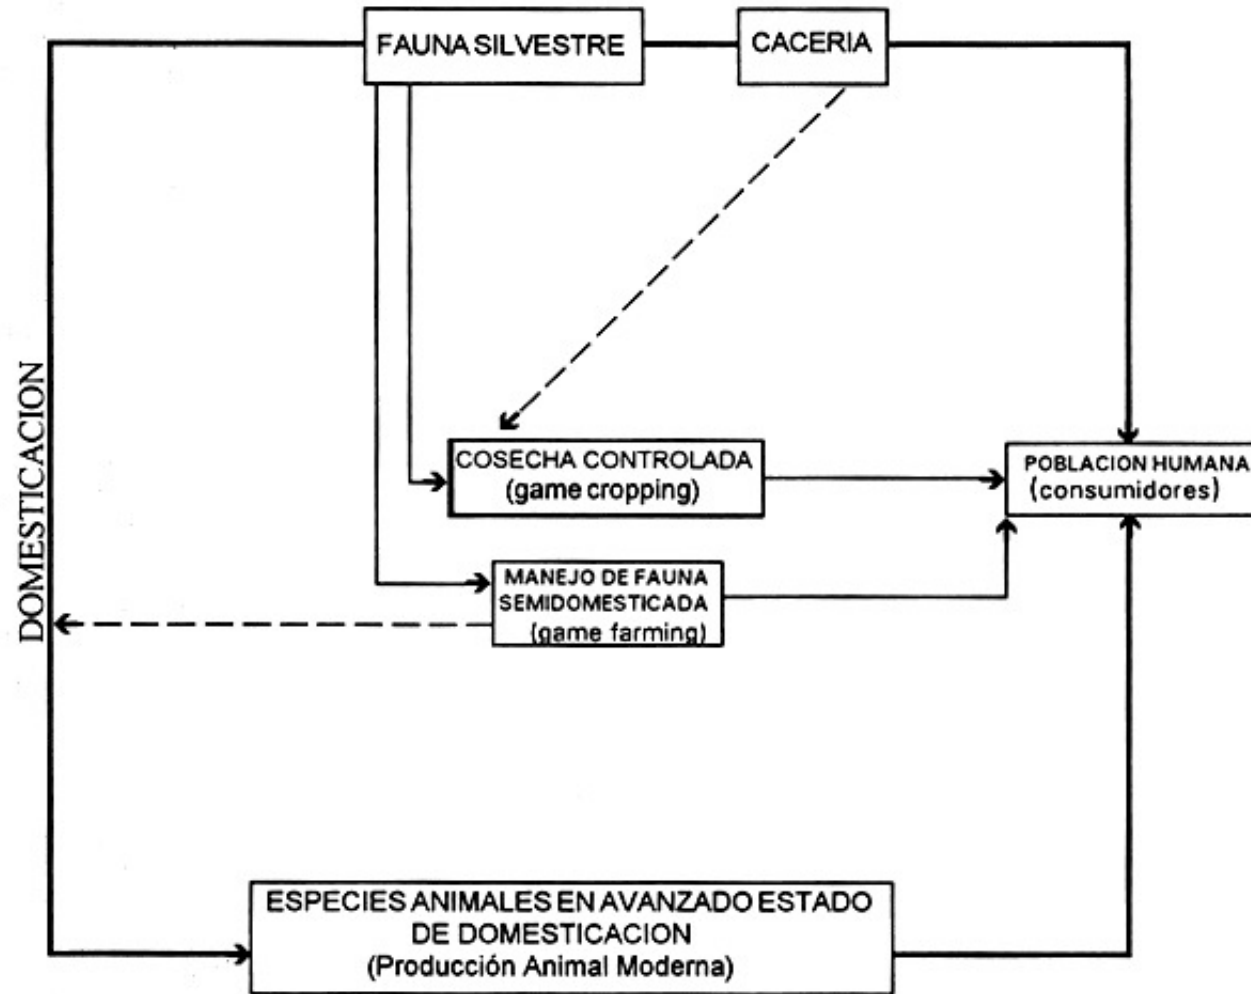 FAUNA SILVESTRE
CACERIA
DOMESTICACION
COSECHA CONTROLADA
(game cropping)
POBLACION HUMANA
(consumidores)
MANEJO DE FAUNA
SEMIDOMESTICADA
(game farming)
ESPECIES ANIMALES EN AVANZADO ESTADO
DE DOMESTICACION
(Producción Animal Moderna)